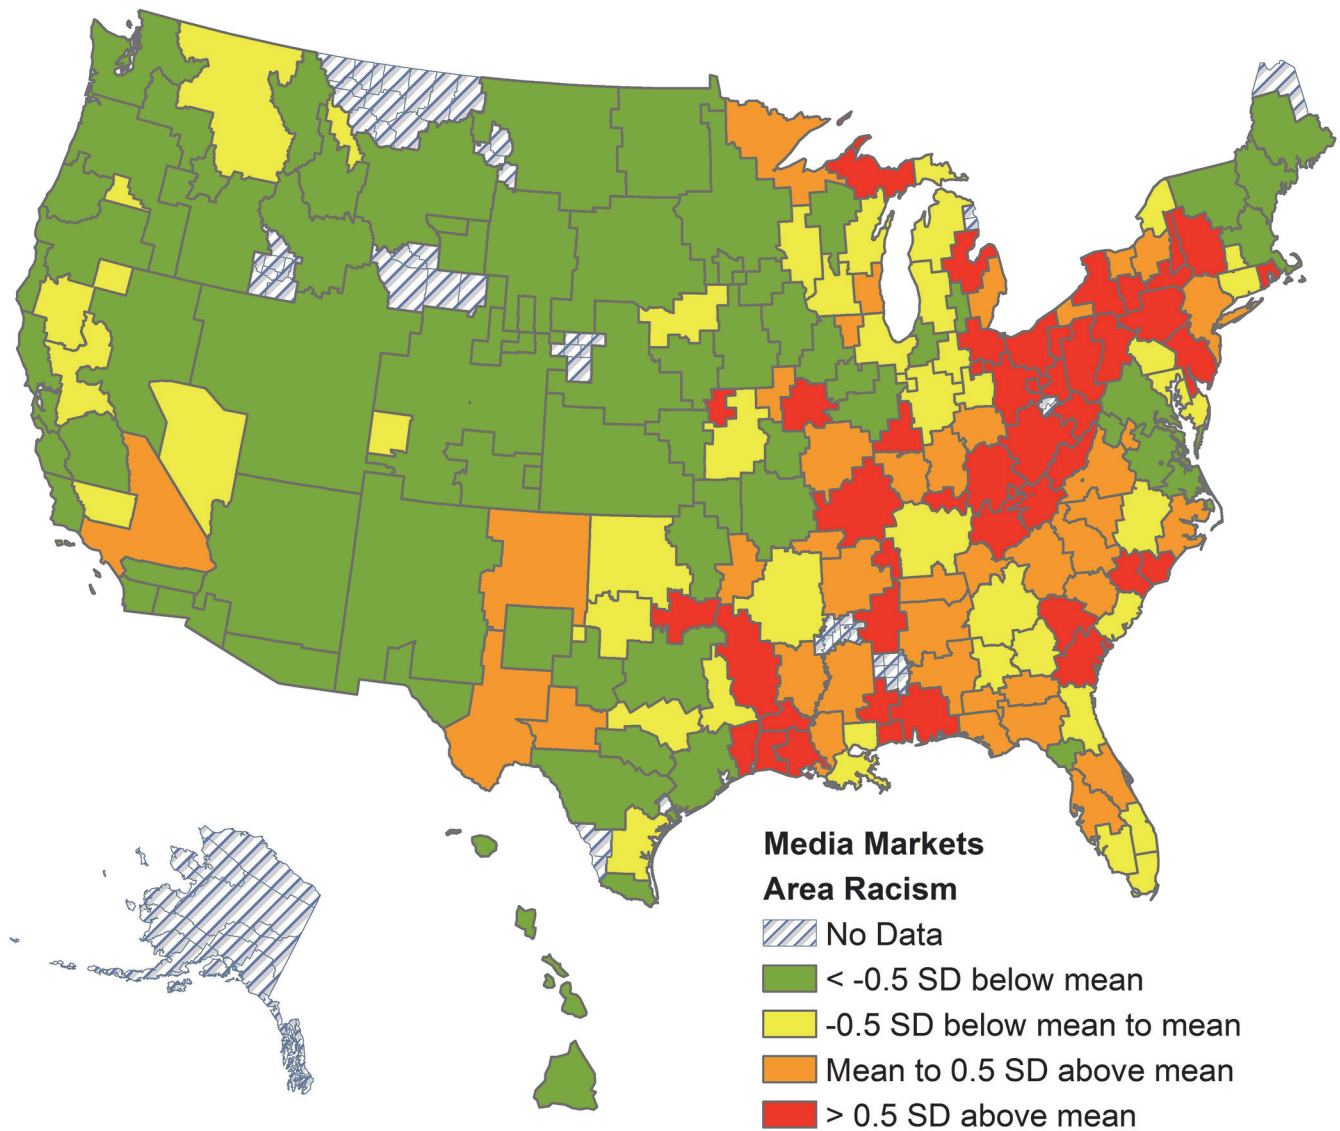 Media Markets
Area Racism
No Data
< -0.5 SD below mean
-0.5 SD below mean to mean
Mean to 0.5 SD above mean
> 0.5 SD above mean